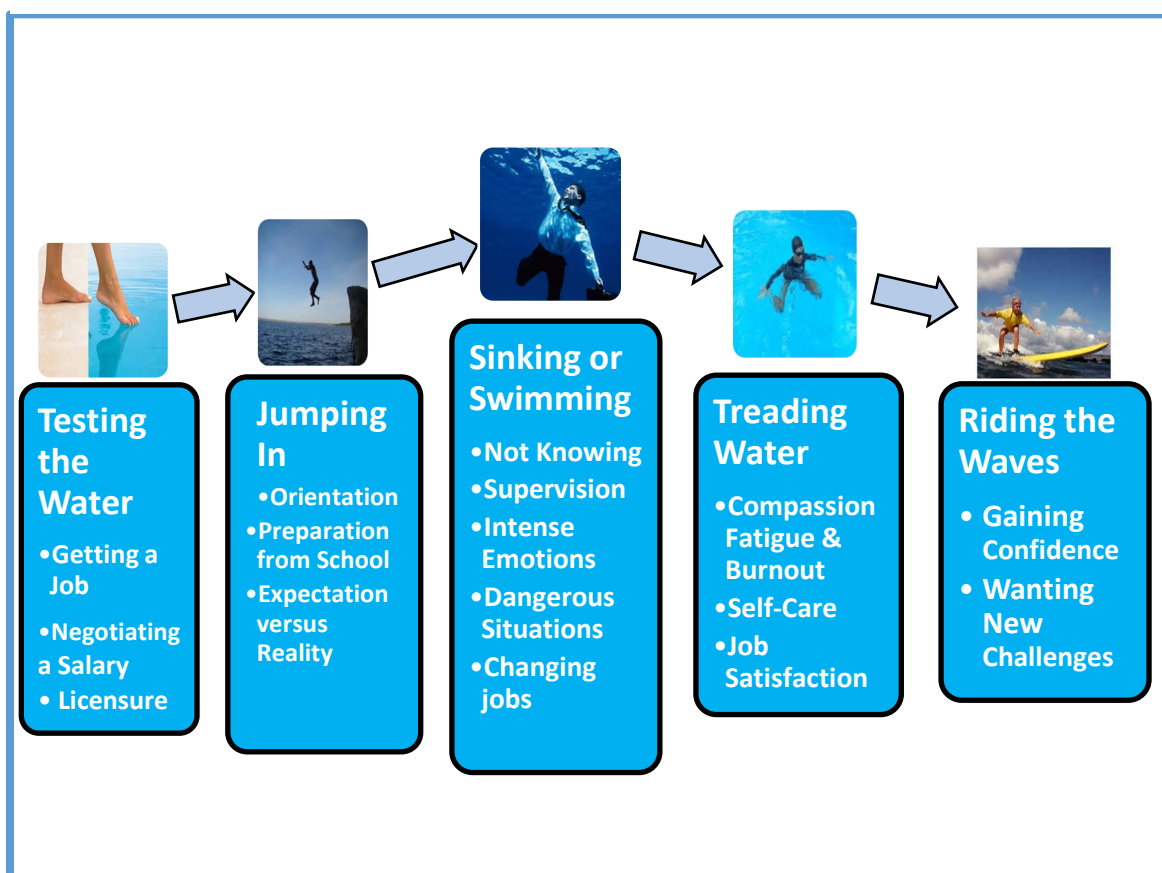 Testing
the
Water
•Getting a
Job
•Negotiating
a Salary
• Licensure
Jumping
In
•Orientation
•Preparation
from School
•Expectation
versus
Reality
Sinking or
Swimming
•Not Knowing
•Supervision
•Intense
Emotions
•Dangerous
Situations
•Changing
jobs
Treading
Water
•Compassion
Fatigue &
Burnout
•Self-Care
•Job
Satisfaction
Riding the
Waves
• Gaining
Confidence
• Wanting
New
Challenges